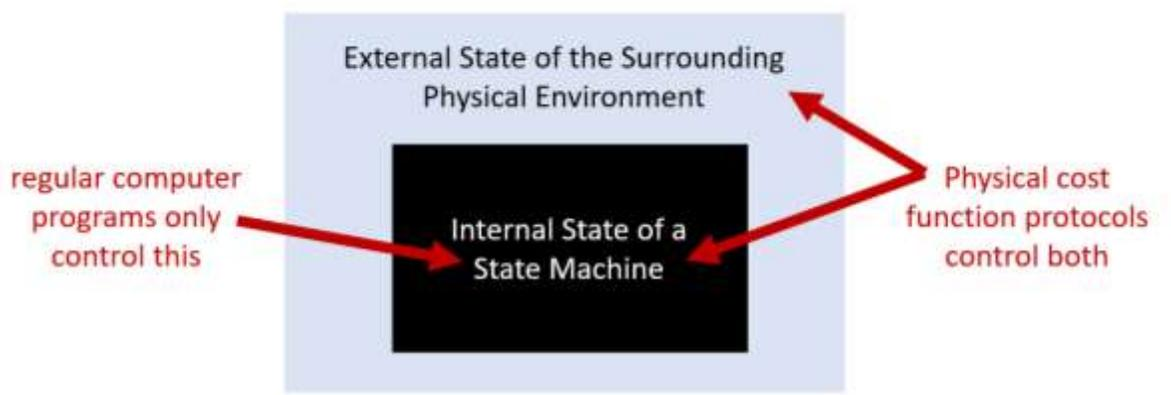 External State of the Surrounding
Physical Environment
regular computer
programs only
control this
Internal State of a
State Machine
Physical cost
function protocols
control both